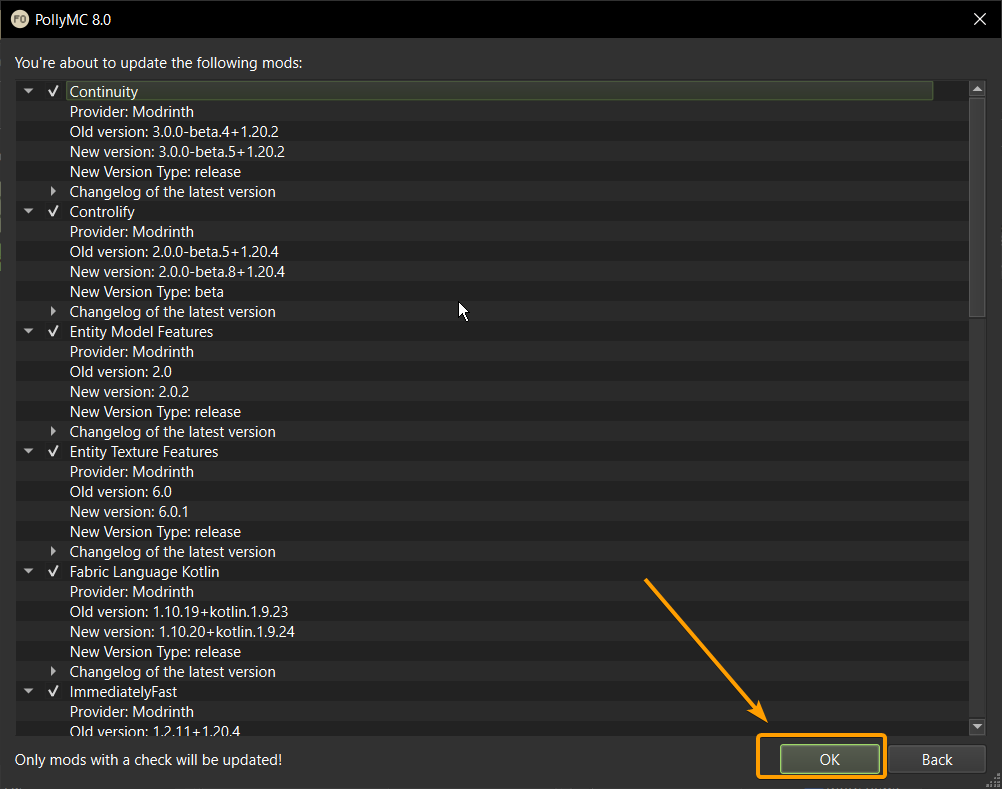 FO PollyMC 8.0
You're about to update the following mods:
Continuity
Provider: Modrinth
Old version: 3.0.0-beta.4+1.20.2
New version: 3.0.0-beta.5+1.20.2
New Version Type: release
Changelog of the latest version
Controlify
Provider: Modrinth
Old version: 2.0.0-beta.5+1.20.4
New version: 2.0.0-beta.8+1.20.4
New Version Type: beta
Changelog of the latest version
Entity Model Features
Provider: Modrinth
Old version: 2.0
New version: 2.0.2
New Version Type: release
Changelog of the latest version
Entity Texture Features
Provider: Modrinth
Old version: 6.0
New version: 6.0.1
New Version Type: release
Changelog of the latest version
Fabric Language Kotlin
Provider: Modrinth
Old version: 1.10.19+kotlin.1.9.23
New version: 1.10.20+kotlin.1.9.24
New Version Type: release
Changelog of the latest version
ImmediatelyFast
Provider: Modrinth
Old version: 1.2.11+1.20.4
Only mods with a check will be updated!
OK
Back